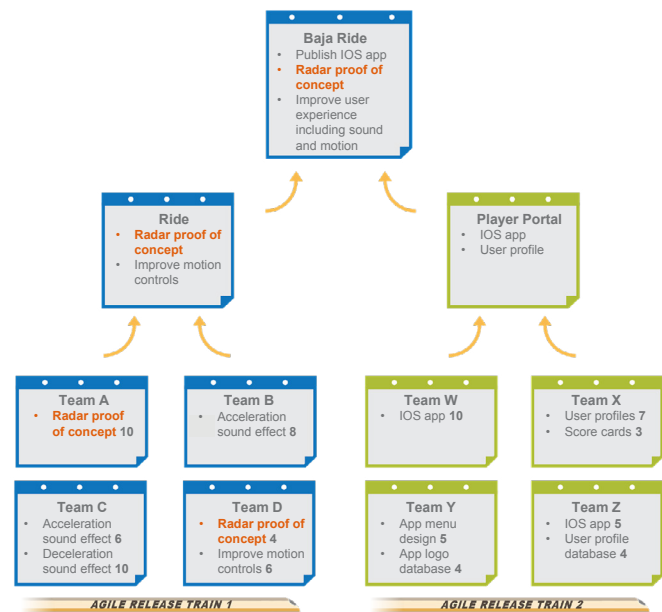 Baja Ride
• Publish IOS app
• Radar proof of
concept
• Improve user
experience
including sound
and motion
Ride
• Radar proof of
concept
• Improve motion
controls
Player Portal
• IOS app
• User profile
Team A
• Radar proof
of concept 10
Team B
• Acceleration
sound effect 8
Team W
• IOS app 10
Team X
• User profiles 7
• Score cards 3
Team C
• Acceleration
sound effect 6
• Deceleration
sound effect 10
Team D
• Radar proof of
concept 4
• Improve motion
controls 6
Team Y
• App menu
design 5
• App logo
database 4
Team Z
• IOS app 5
• User profile
database 4
AGILE RELEASE TRAIN 1
AGILE RELEASE TRAIN 2